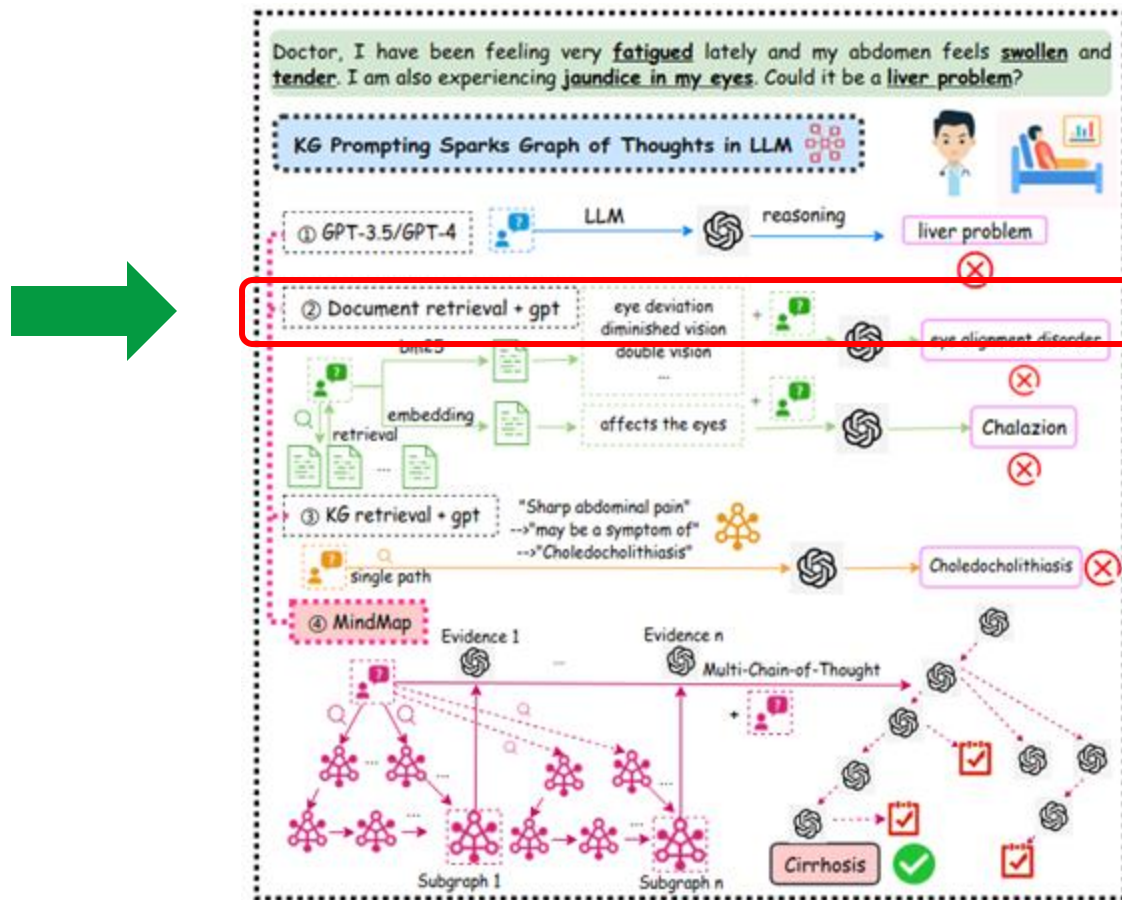 Doctor, I have been feeling very fatigued lately and my abdomen feels swollen and
tender. I am also experiencing jaundice in my eyes. Could it be a liver problem?
KG Prompting Sparks Graph of Thoughts in LLM
① GPT-3.5/GPT-4
?
LLM
reasoning
liver problem
② Document retrieval + gpt
eye deviation
diminished vision
double vision
...
+
?
bm25
eye alignment disorder
?
embedding
retrieval
...
affects the eyes
+
?
Chalazion
③ KG retrieval + gpt
"Sharp abdominal pain"
-->"may be a symptom of"
-->"Choledocholithiasis"
?
single path
Choledocholithiasis
④ MindMap
Evidence 1
...
Evidence n
Multi-Chain-of-Thought
?
+
?
...
...
...
...
...
...
Subgraph 1
Subgraph n
Cirrhosis